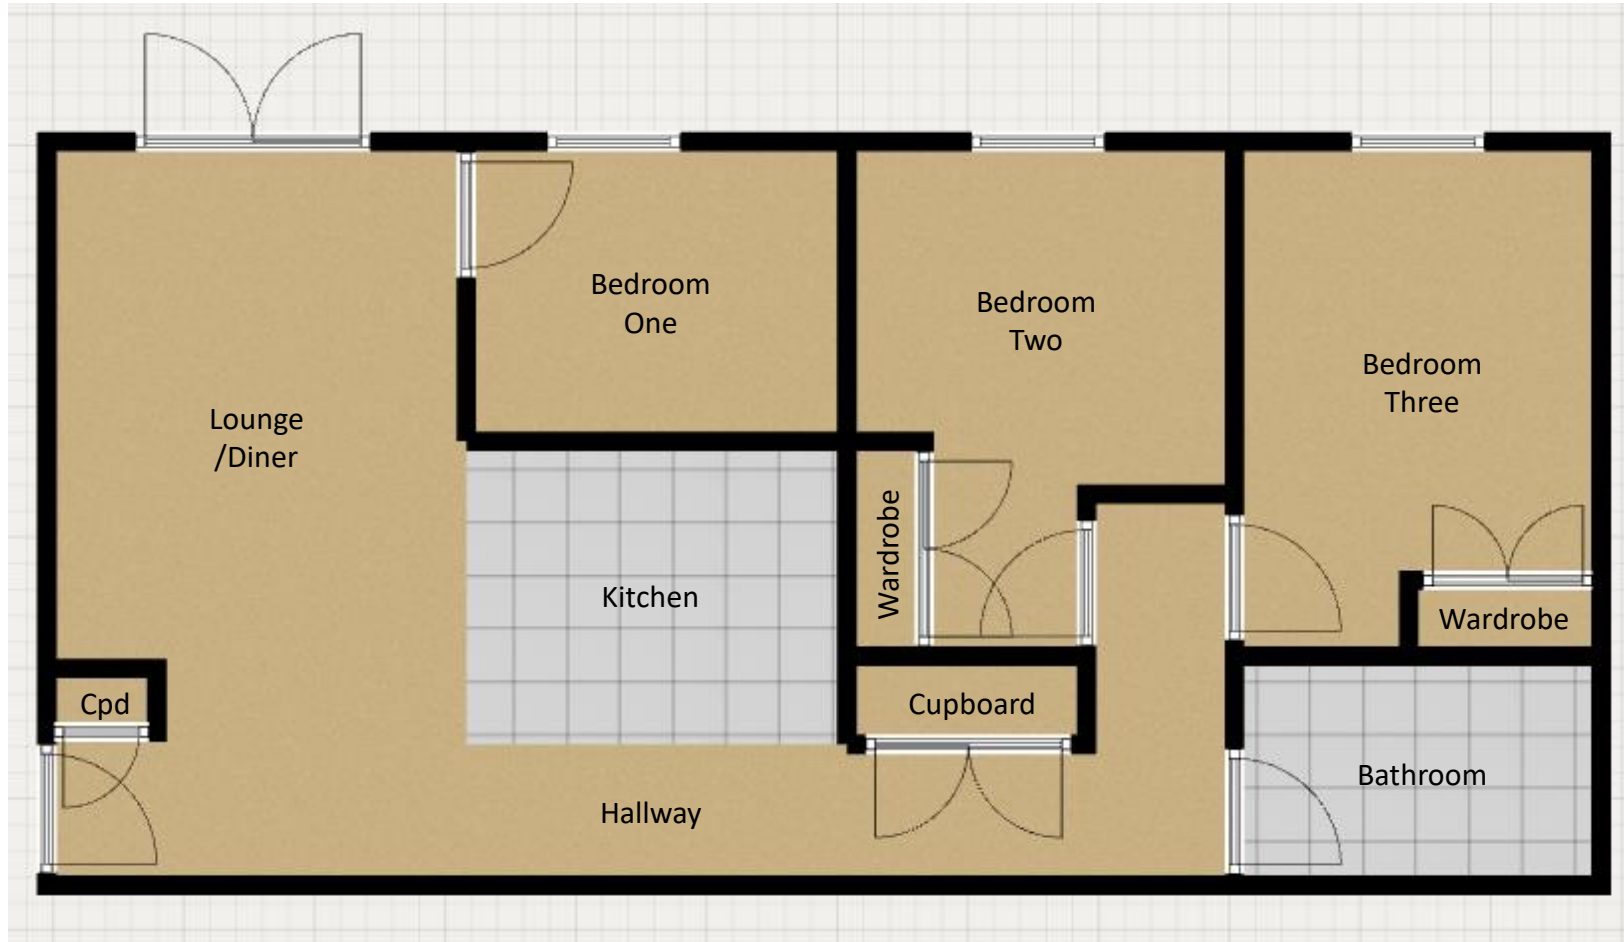 Bedroom
One
Bedroom
Two
Bedroom
Three
Lounge
/Diner
Wardrobe
Kitchen
Wardrobe
Cpd
Cupboard
Bathroom
Hallway